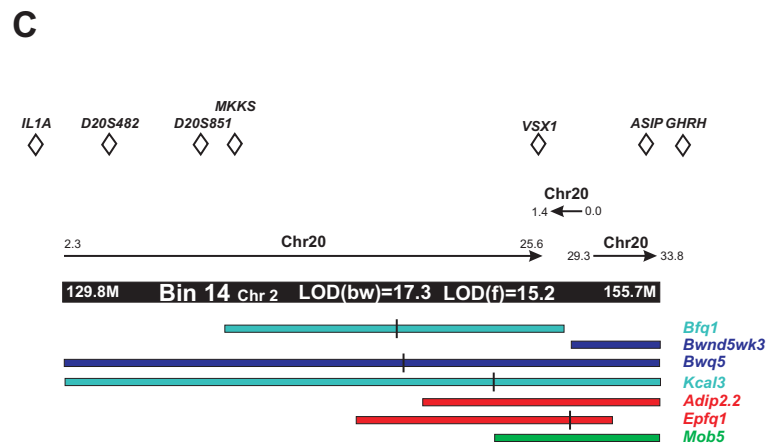 C
MKKS
IL1A D20S482 D20S851 VSX1 ASIP GHRH
Chr20
1.4 0.0
2.3 Chr20 25.6 29.3 Chr20 33.8
129.8M Bin 14 Chr 2 LOD(bw)=17.3 LOD(f)=15.2 155.7M
Bfq1
Bwnd5wk3
Bwq5
Kcal3
Adip2.2
Epfq1
Mob5